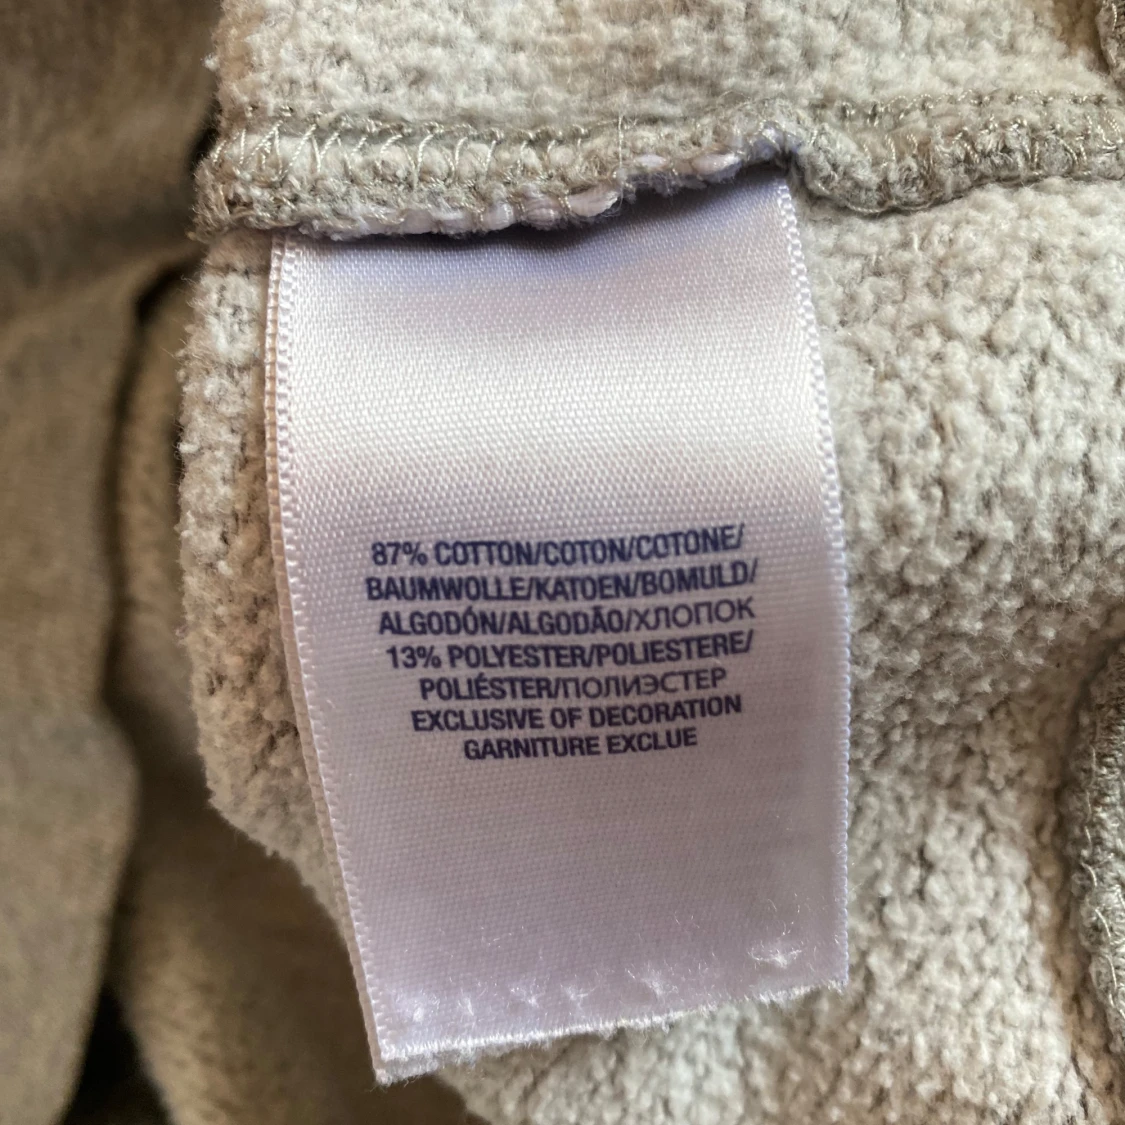 87% COTTON/COTON/COTONE/
BAUMWOLLE/KATOEN/BOMULD/
ALGODÓN/ALGODÃO/ХЛОПОК
13% POLYESTER/POLIESTERE/
POLIÉSTER/ПОЛИЭСТЕР
EXCLUSIVE OF DECORATION
GARNITURE EXCLUE